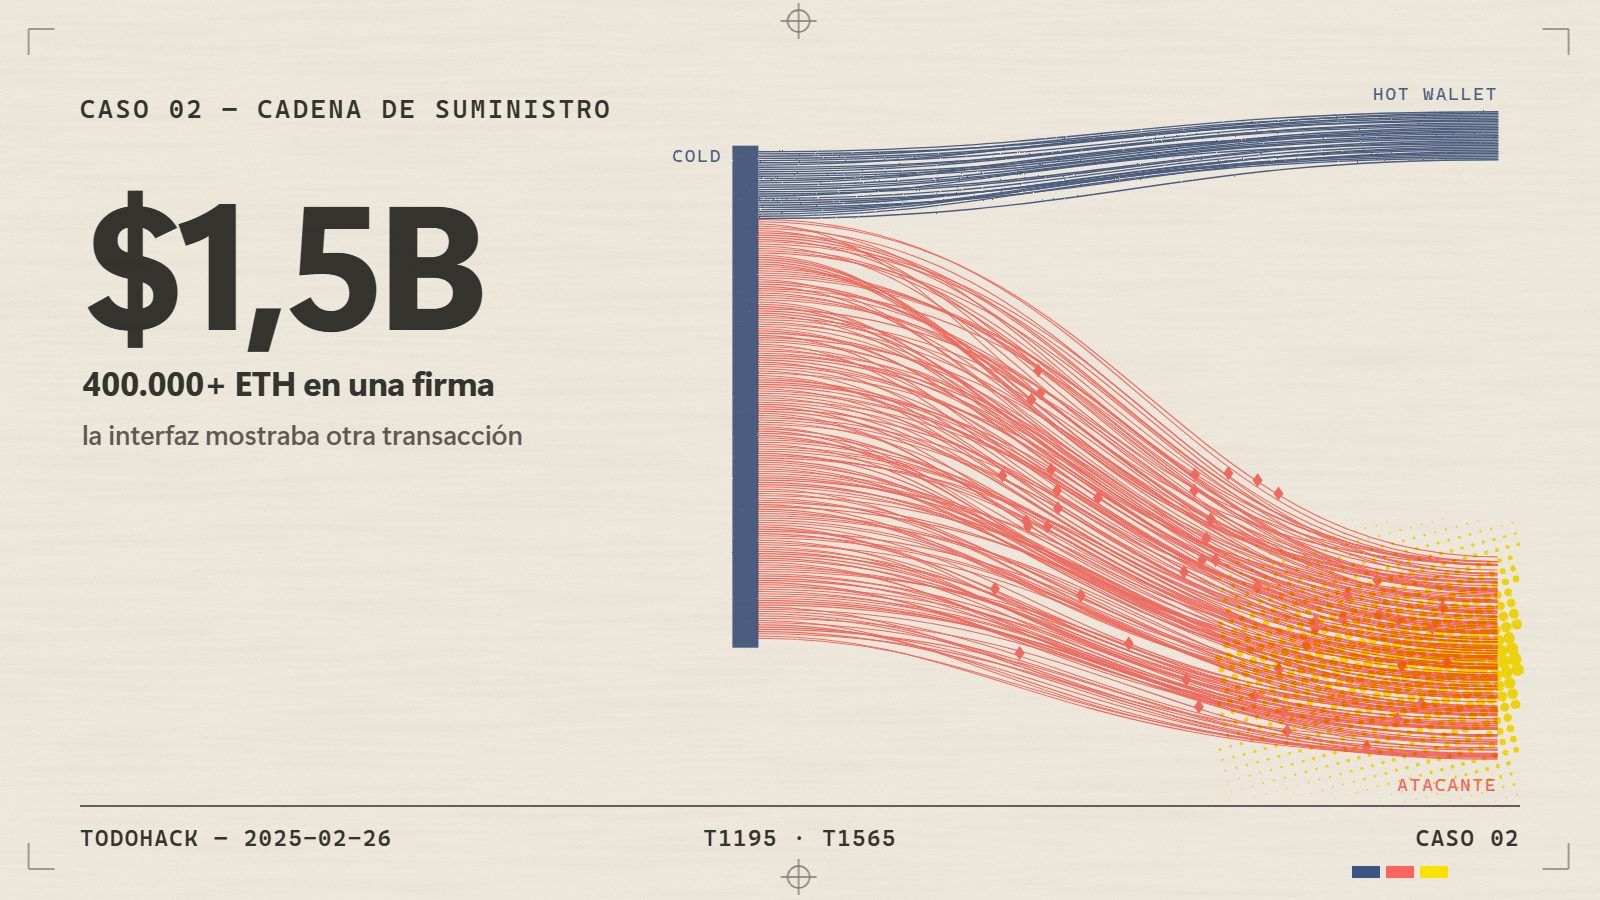 CASO 02 — CADENA DE SUMINISTRO
HOT WALLET
COLD
$1,5B
400.000+ ETH en una firma
la interfaz mostraba otra transacción
ATACANTE
TODOHACK — 2025-02-26
T1195 · T1565
CASO 02